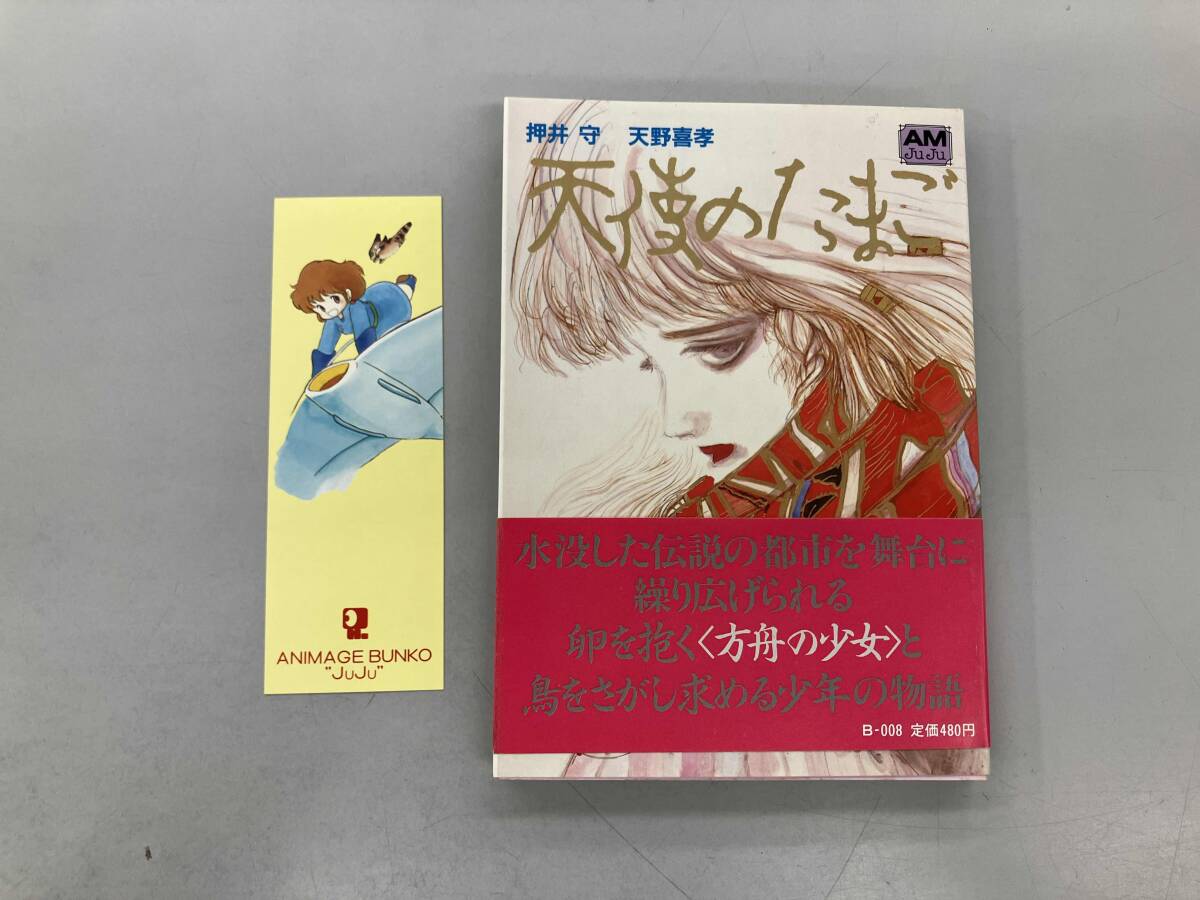 ANIMAGE BUNKO
"JUJU"
押井 守 天野喜孝
AM
JUJU
天使のたまご
水没した伝説の都市を舞台に
繰り広げられる
卵を抱く〈方舟の少女〉と
鳥をさがし求める少年の物語
B-008 定価480円